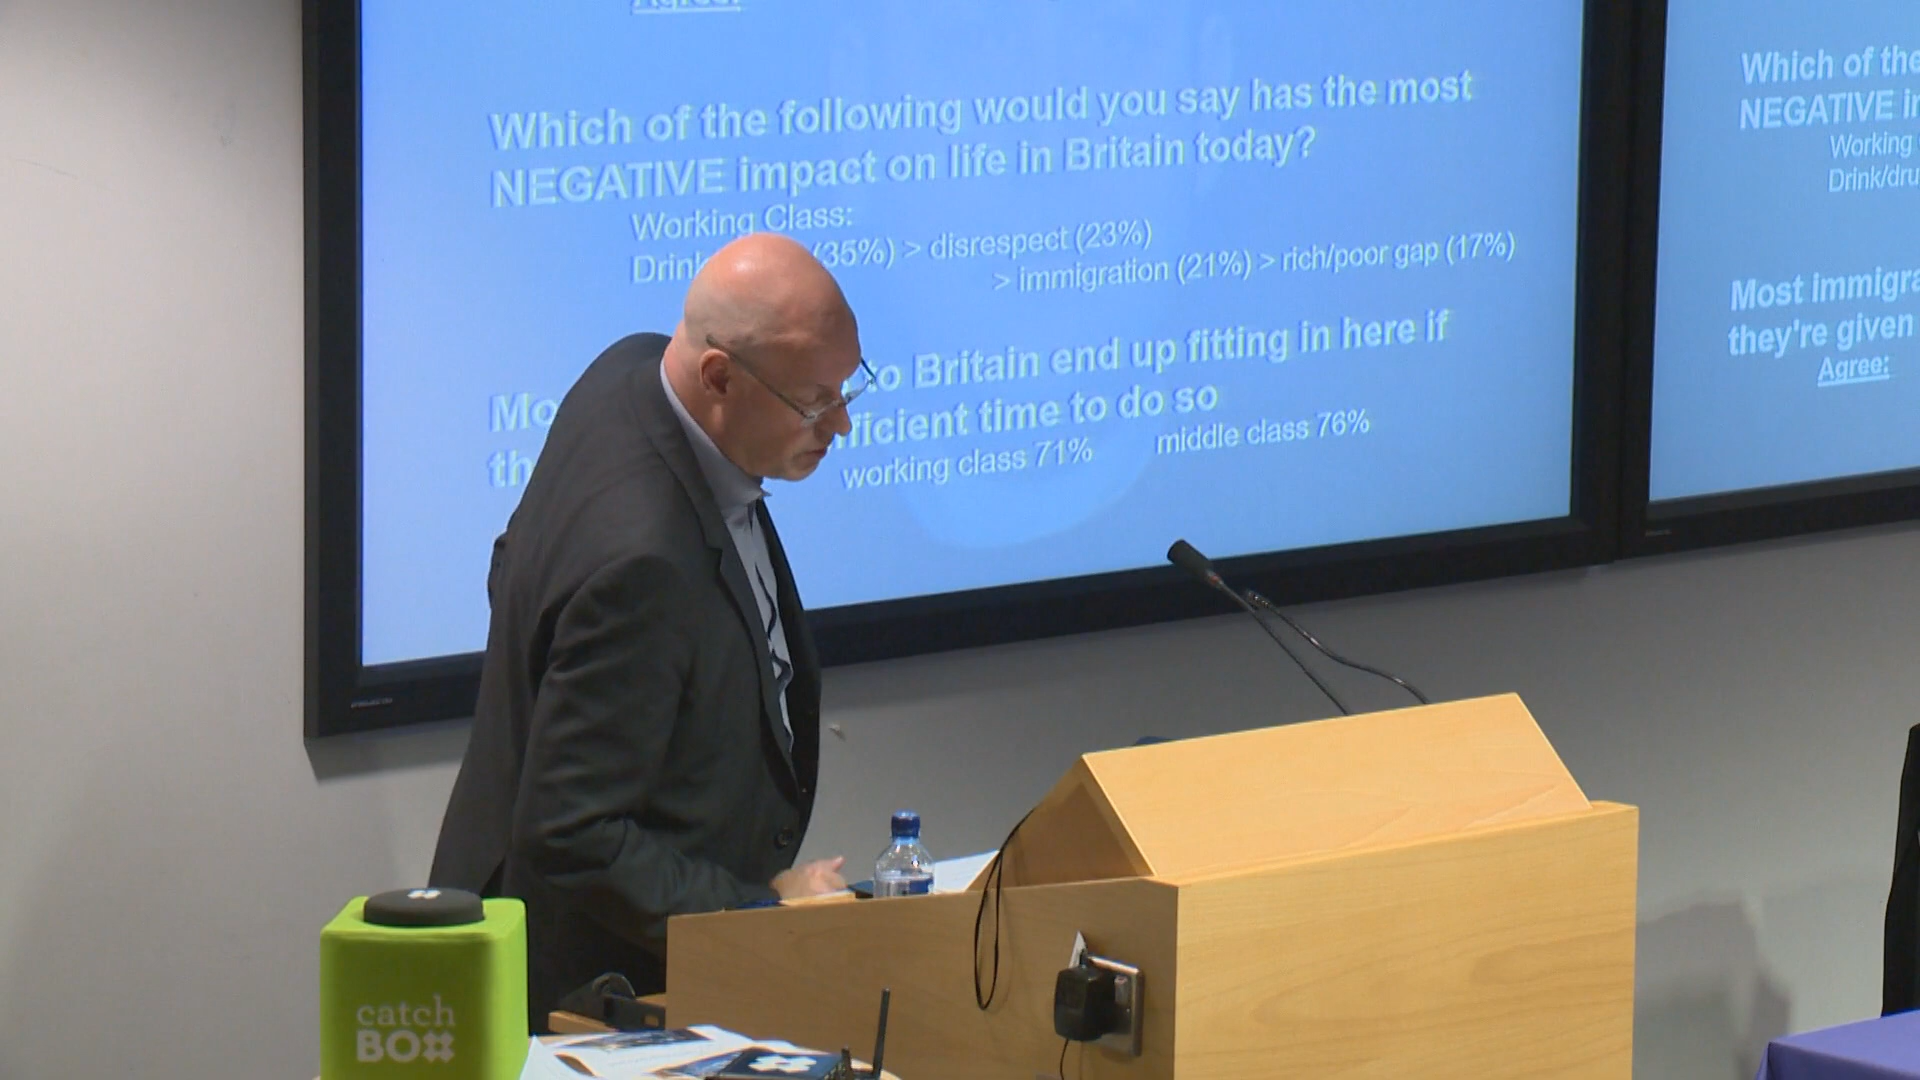 Agree:
Which of the following would you say has the most
NEGATIVE impact on life in Britain today?
Working Class:
Drink (35%) > disrespect (23%)
> immigration (21%) > rich/poor gap (17%)
to Britain end up fitting in here if
time to do so
working class 71% middle class 76%
Which of the
NEGATIVE
Working
Drink/dru
Most immigra
they're given
Agree:
catch
BOX